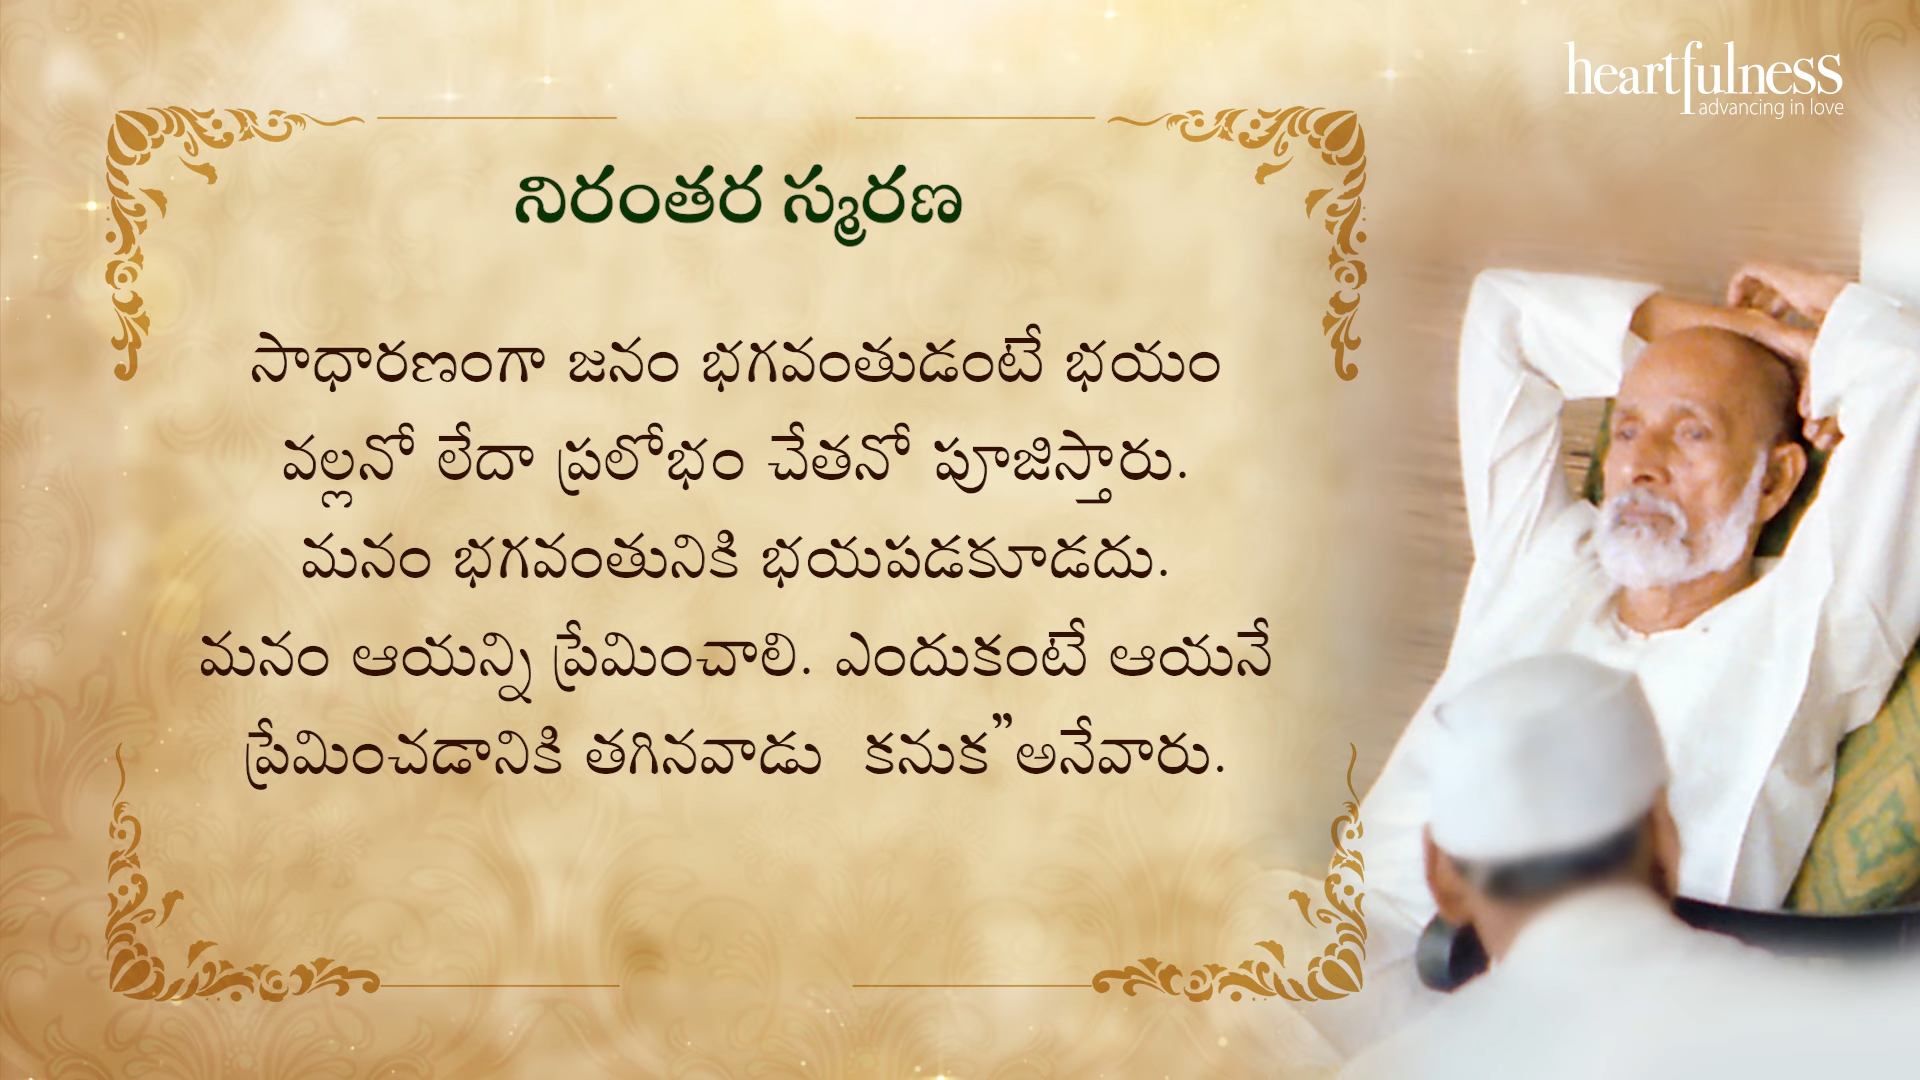 heartfulness
advancing in love
నిరంతర స్మరణ
సాధారణంగా జనం భగవంతుడంటే భయం
వల్లనో లేదా ప్రలోభం చేతనో పూజిస్తారు.
మనం భగవంతునికి భయపడకూడదు.
మనం ఆయన్ని ప్రేమించాలి. ఎందుకంటే ఆయనే
ప్రేమించడానికి తగినవాడు  కనుక”అనేవారు.